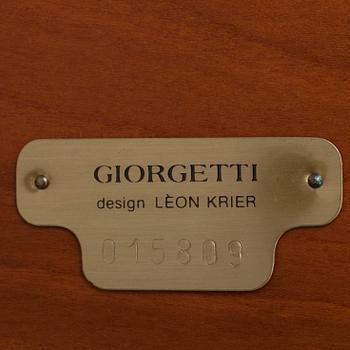 GIORGETTI
design LÈON KRIER
015809